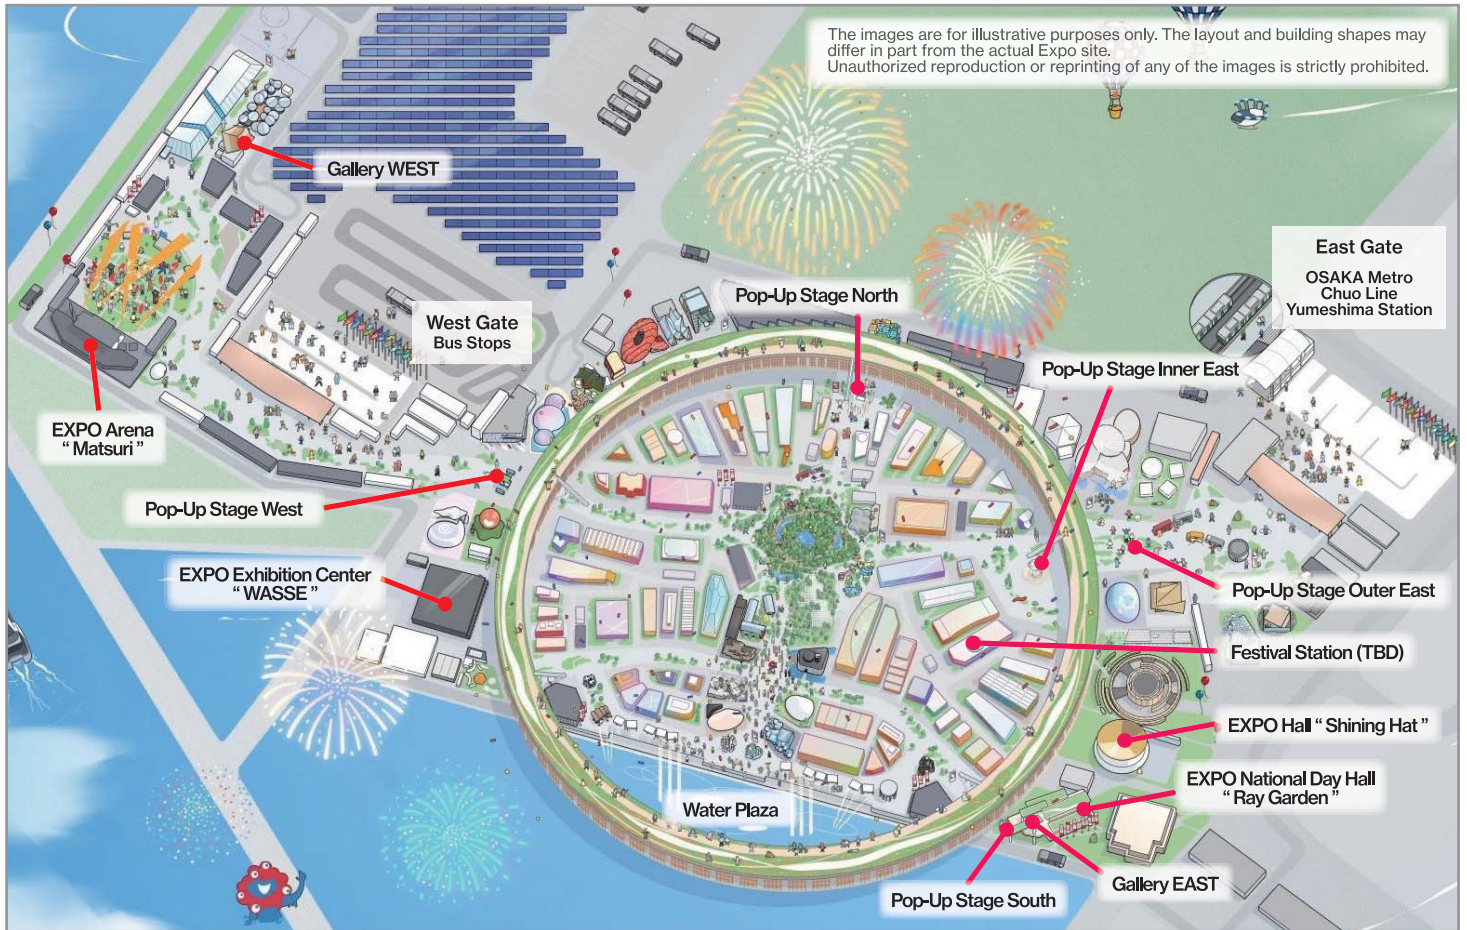 The images are for illustrative purposes only. The layout and building shapes may
differ in part from the actual Expo site.
Unauthorized reproduction or reprinting of any of the images is strictly prohibited.
Gallery WEST
East Gate
OSAKA Metro
Chuo Line
Yumeshima Station
Pop-Up Stage North
West Gate
Bus Stops
Pop-Up Stage Inner East
EXPO Arena
“ Matsuri ”
Pop-Up Stage West
EXPO Exhibition Center
“ WASSE ”
Pop-Up Stage Outer East
Festival Station (TBD)
EXPO Hall “ Shining Hat ”
EXPO National Day Hall
“ Ray Garden ”
Water Plaza
Gallery EAST
Pop-Up Stage South